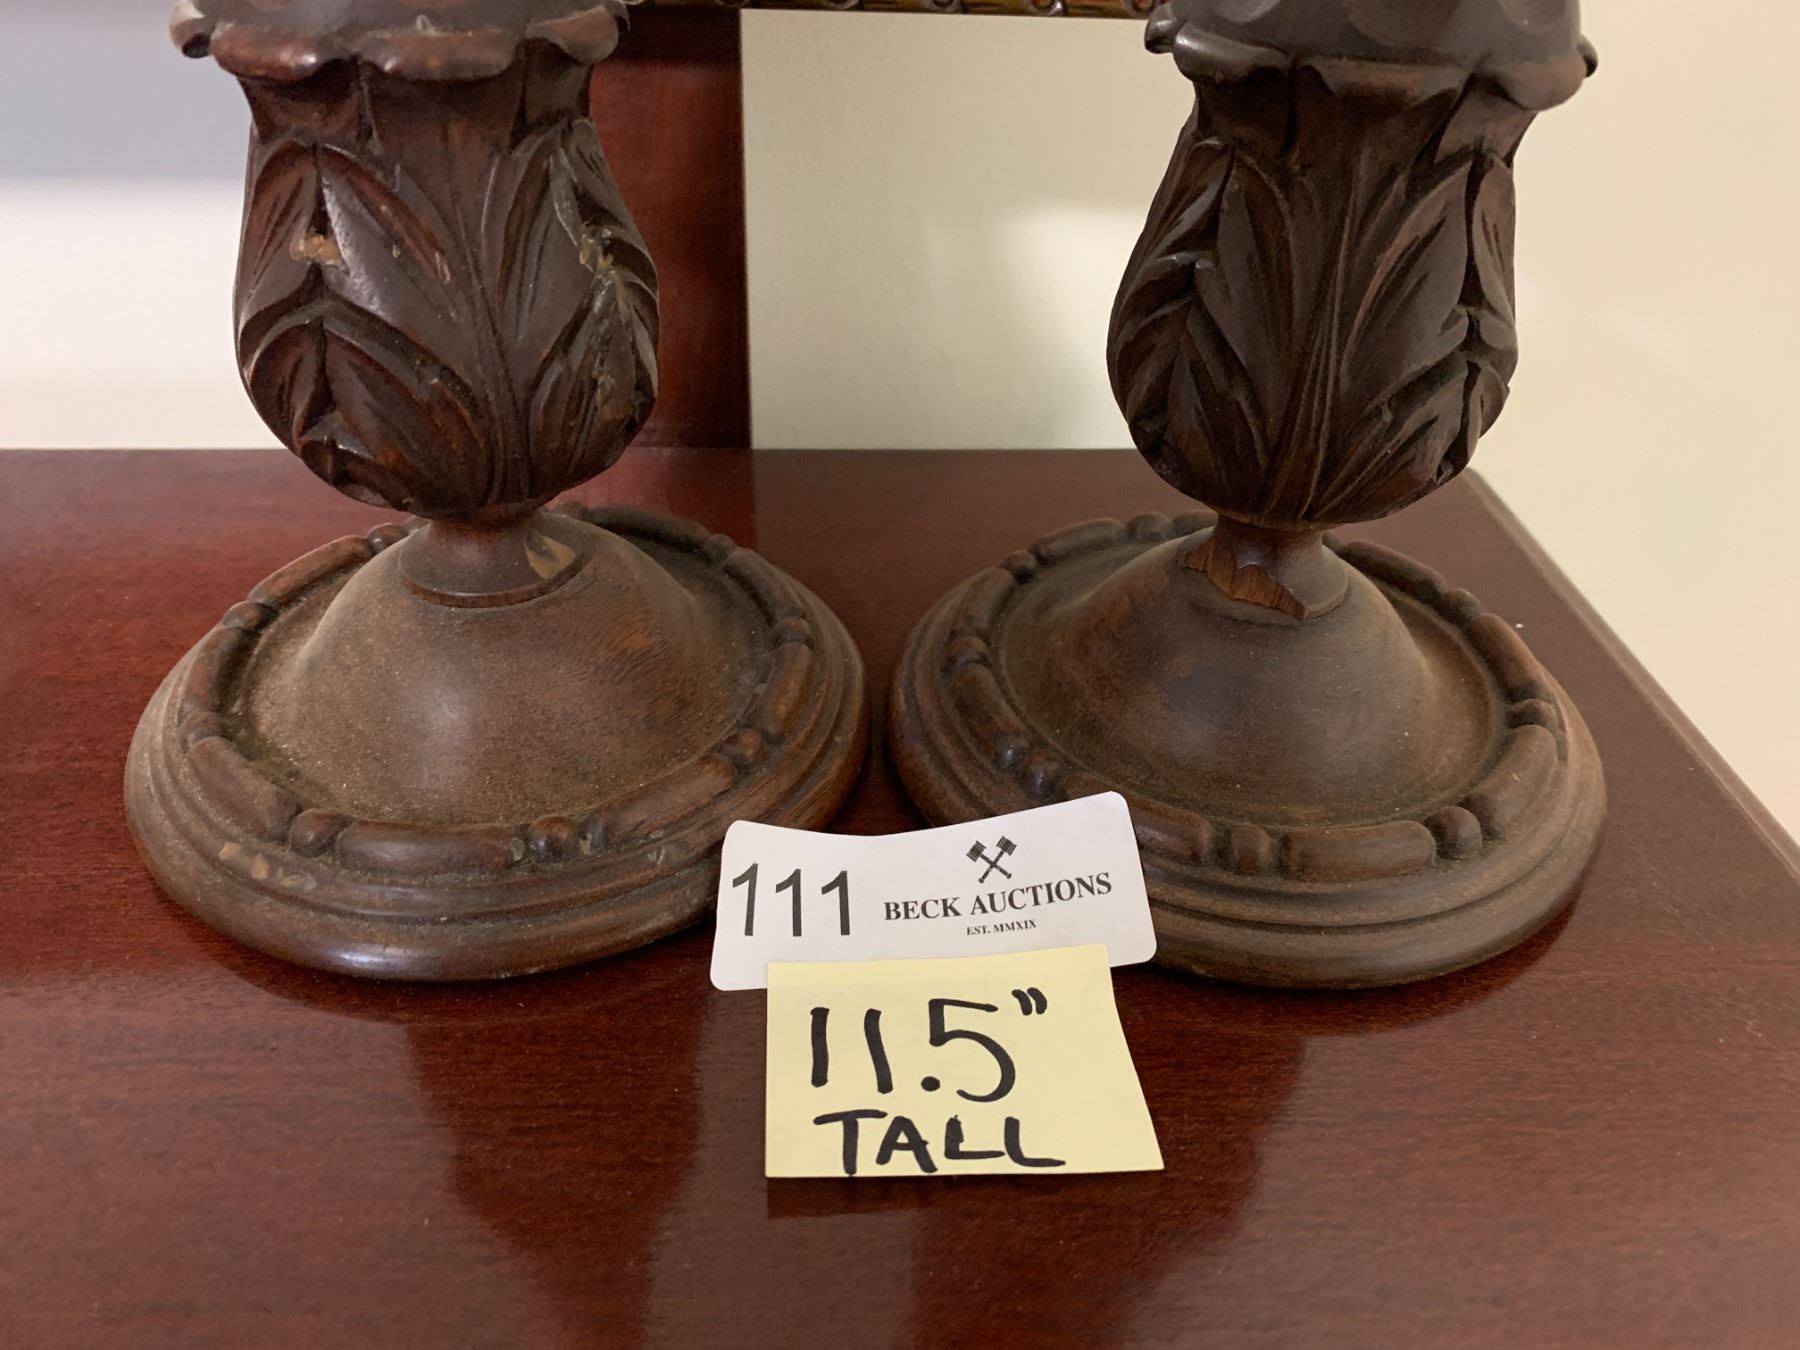 111
BECK AUCTIONS
EST. MMXIX
11.5"
TALL